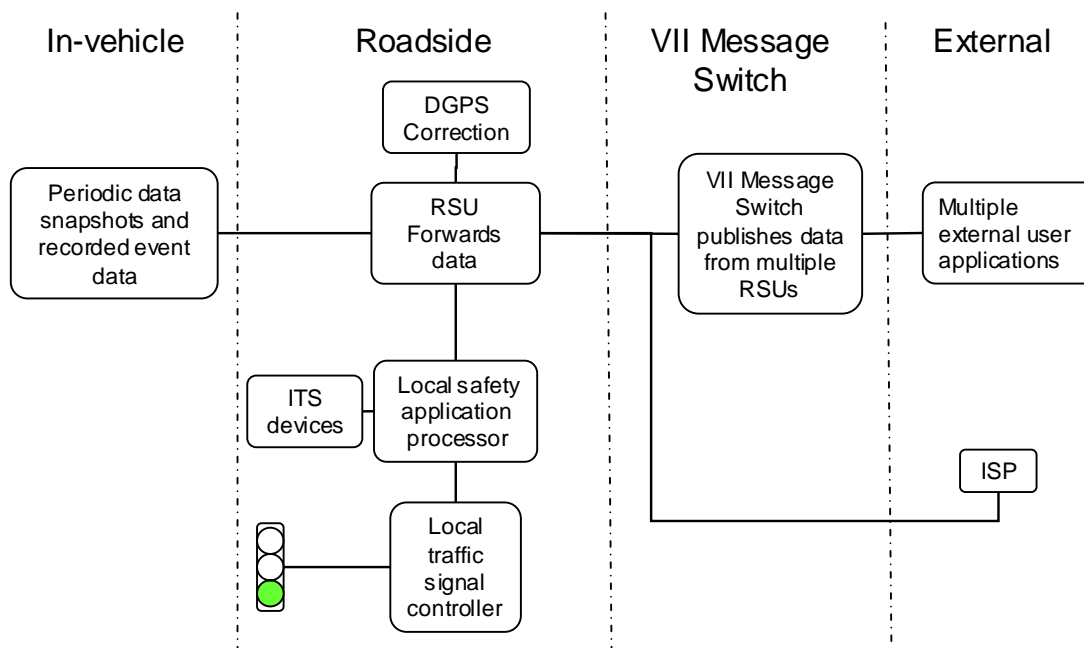 In-vehicle
Roadside
VII Message
Switch
External
DGPS
Correction
Periodic data
snapshots and
recorded event
data
RSU
Forwards
data
VII Message
Switch
publishes data
from multiple
RSUs
Multiple
external user
applications
ITS
devices
Local safety
application
processor
ISP
Local
traffic
signal
controller